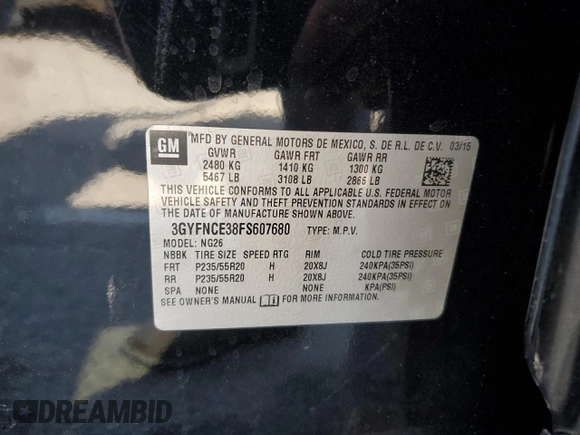 GM MFD BY GENERAL MOTORS DE MEXICO, S. DE R.L. DE C.V. 03/15
GVWR GAWR FRT GAWR RR
2480 KG 1410 KG 1300 KG
5467 LB 3108 LB 2866 LB
THIS VEHICLE CONFORMS TO ALL APPLICABLE U.S. FEDERAL MOTOR
VEHICLE SAFETY AND THEFT PREVENTION STANDARDS IN EFFECT ON
THE DATE OF MANUFACTURE SHOWN ABOVE.
3GYFNCE38FS607680 TYPE: M.P.V.
MODEL: NG26
NBBK TIRE SIZE SPEED RTG RIM COLD TIRE PRESSURE
FRT P235/55R20 H 20X8J 240KPA(35PSI)
RR P235/55R20 H 20X8J 240KPA(35PSI)
SPA NONE NONE KPA(PSI)
SEE OWNER'S MANUAL FOR MORE INFORMATION.
DREAMBID